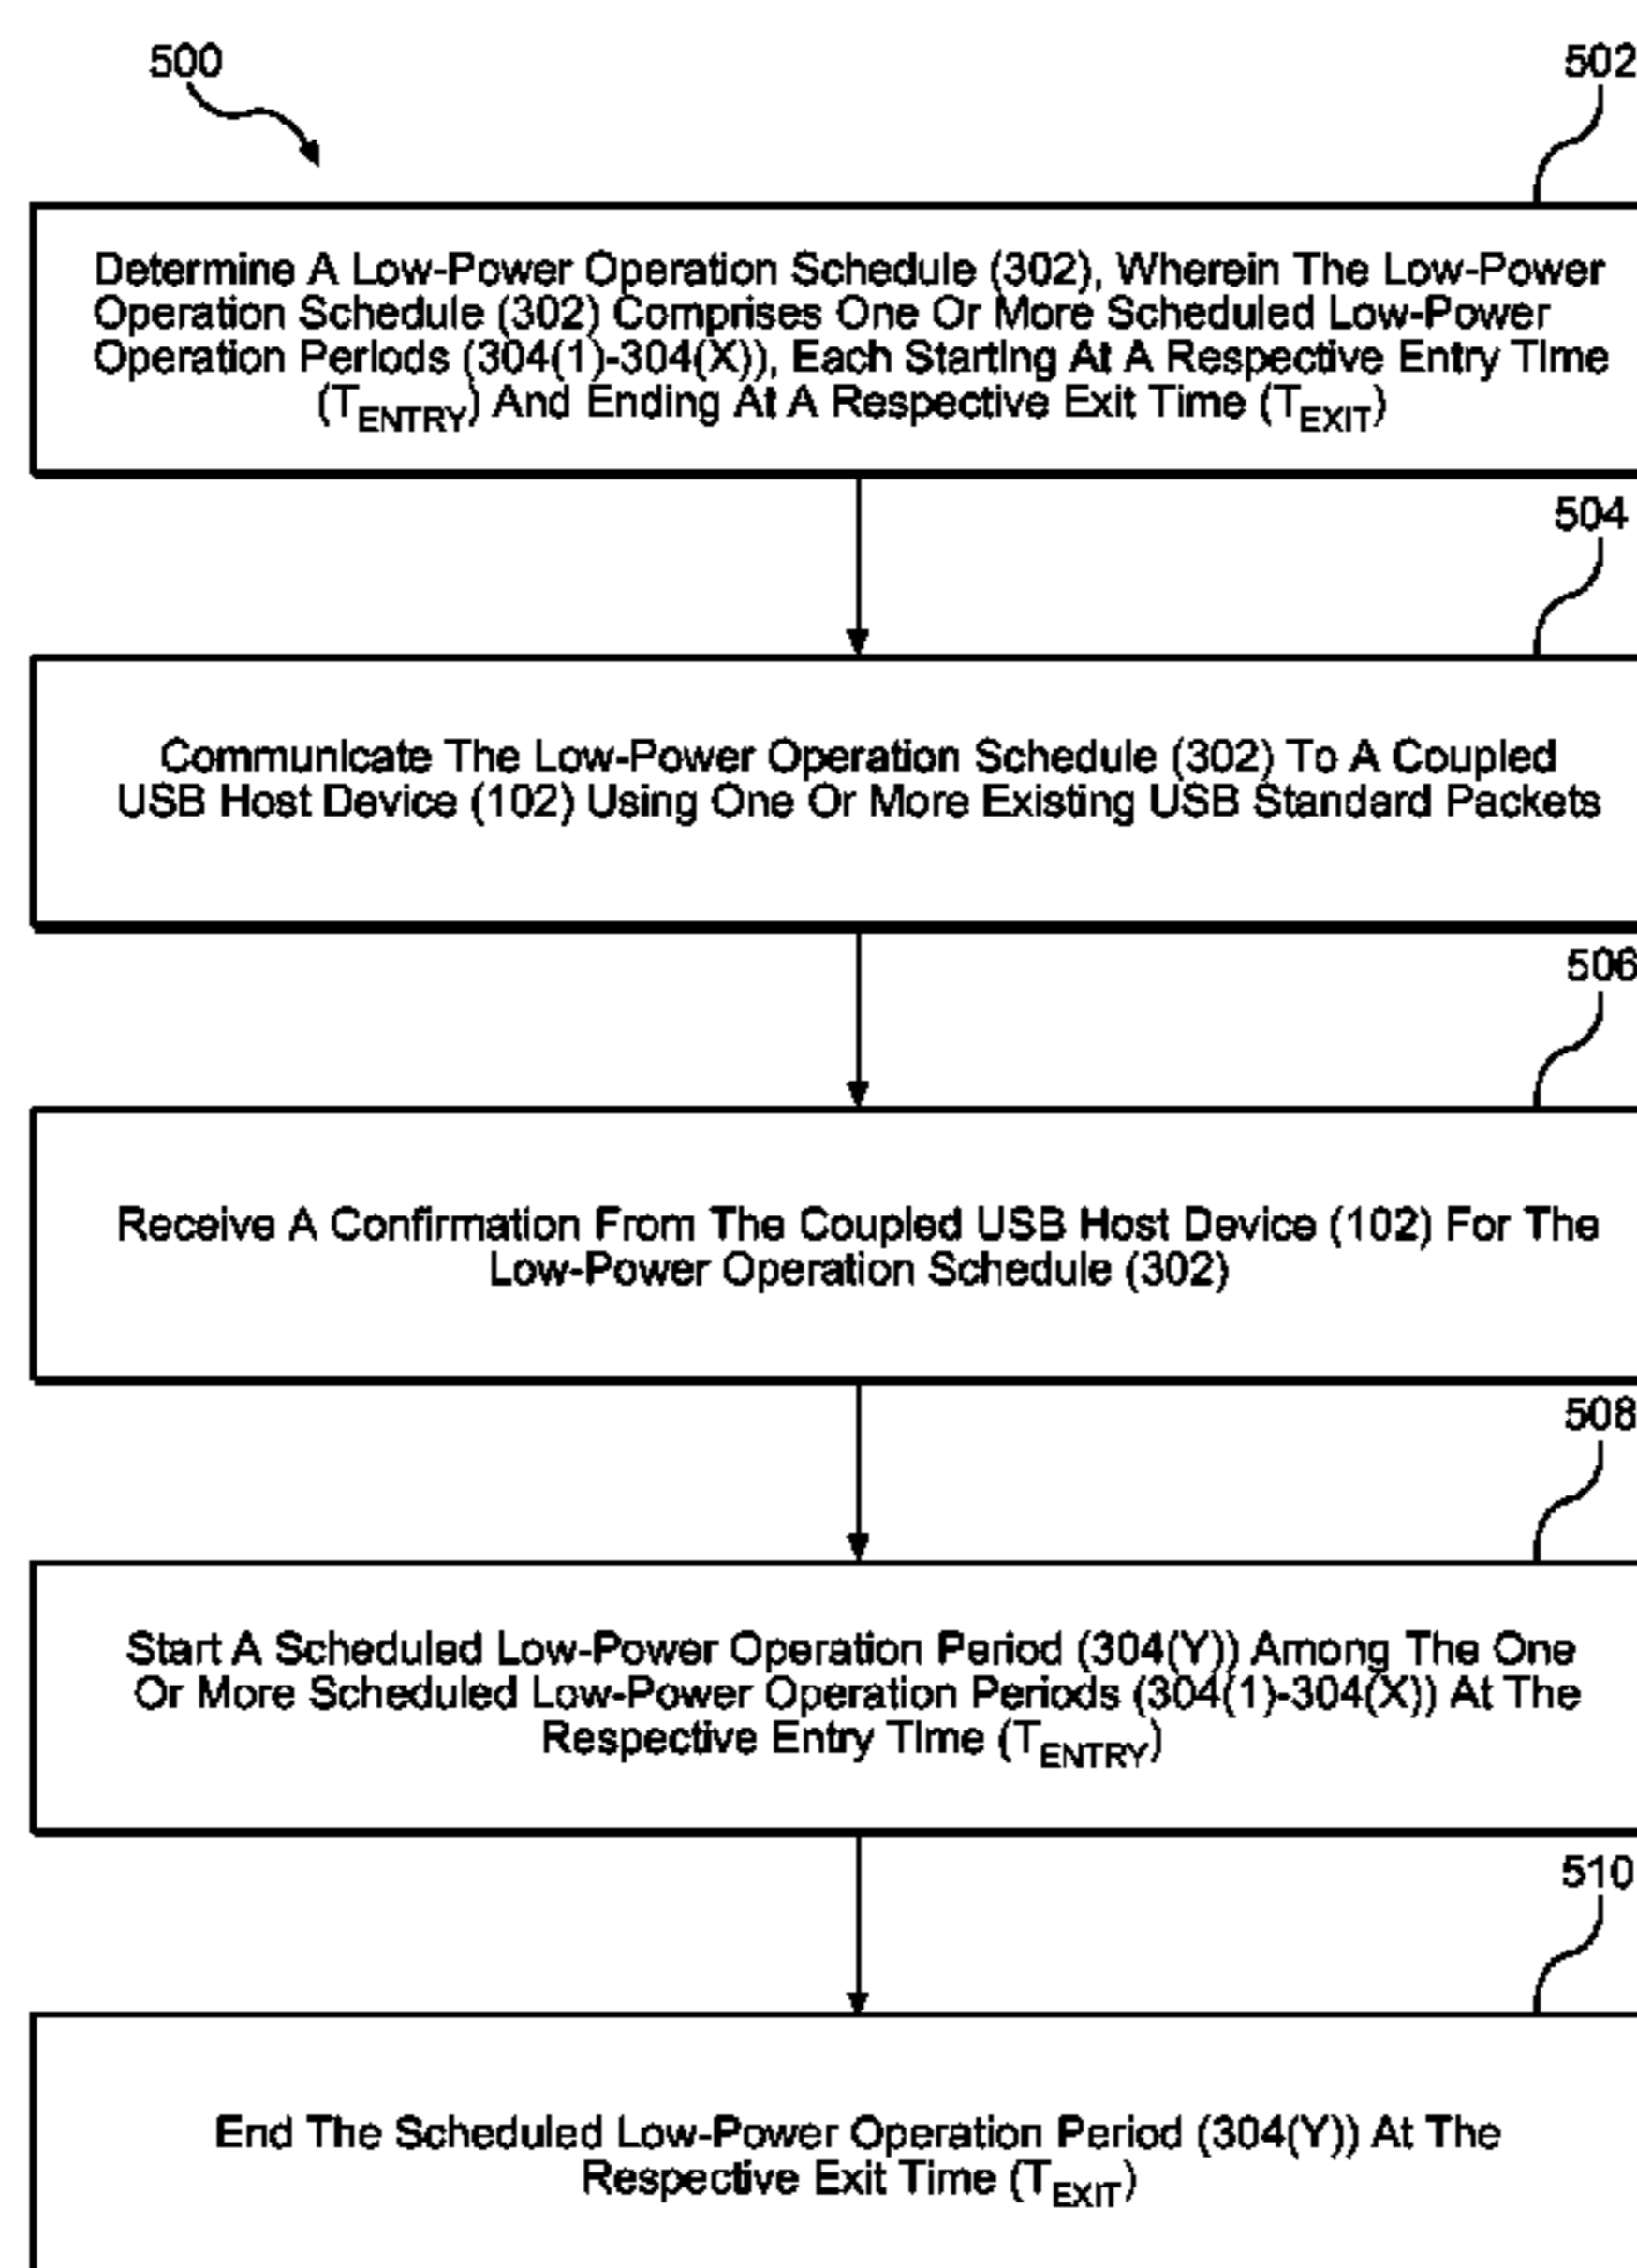 500
502
Determine A Low-Power Operation Schedule (302), Wherein The Low-Power
Operation Schedule (302) Comprises One Or More Scheduled Low-Power
Operation Periods (304(1)-304(X)), Each Starting At A Respective Entry Time
(TENTRY) And Ending At A Respective Exit Time (TEXIT)
504
Communicate The Low-Power Operation Schedule (302) To A Coupled
USB Host Device (102) Using One Or More Existing USB Standard Packets
506
Receive A Confirmation From The Coupled USB Host Device (102) For The
Low-Power Operation Schedule (302)
508
Start A Scheduled Low-Power Operation Period (304(Y)) Among The One
Or More Scheduled Low-Power Operation Periods (304(1)-304(X)) At The
Respective Entry Time (TENTRY)
510
End The Scheduled Low-Power Operation Period (304(Y)) At The
Respective Exit Time (TEXIT)